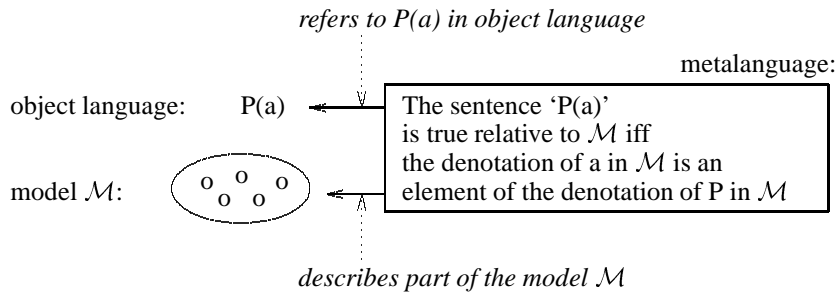 refers to P(a) in object language
metalanguage:
object language: P(a)
The sentence ‘P(a)’
is true relative to ℳ iff
the denotation of a in ℳ is an
element of the denotation of P in ℳ
model ℳ:
o o o o o
describes part of the model ℳ